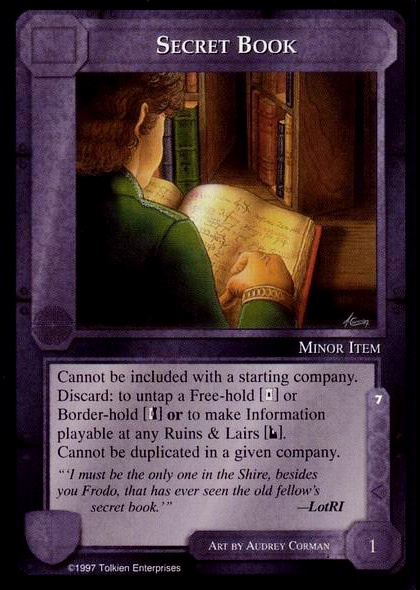 SECRET BOOK
MINOR ITEM
Cannot be included with a starting company.
Discard: to untap a Free-hold [] or
Border-hold [] or to make Information
playable at any Ruins & Lairs [].
Cannot be duplicated in a given company.
7
"'I must be the only one in the Shire, besides
you Frodo, that has ever seen the old fellow's
secret book.'" —LotRI
ART BY AUDREY CORMAN
1
©1997 Tolkien Enterprises